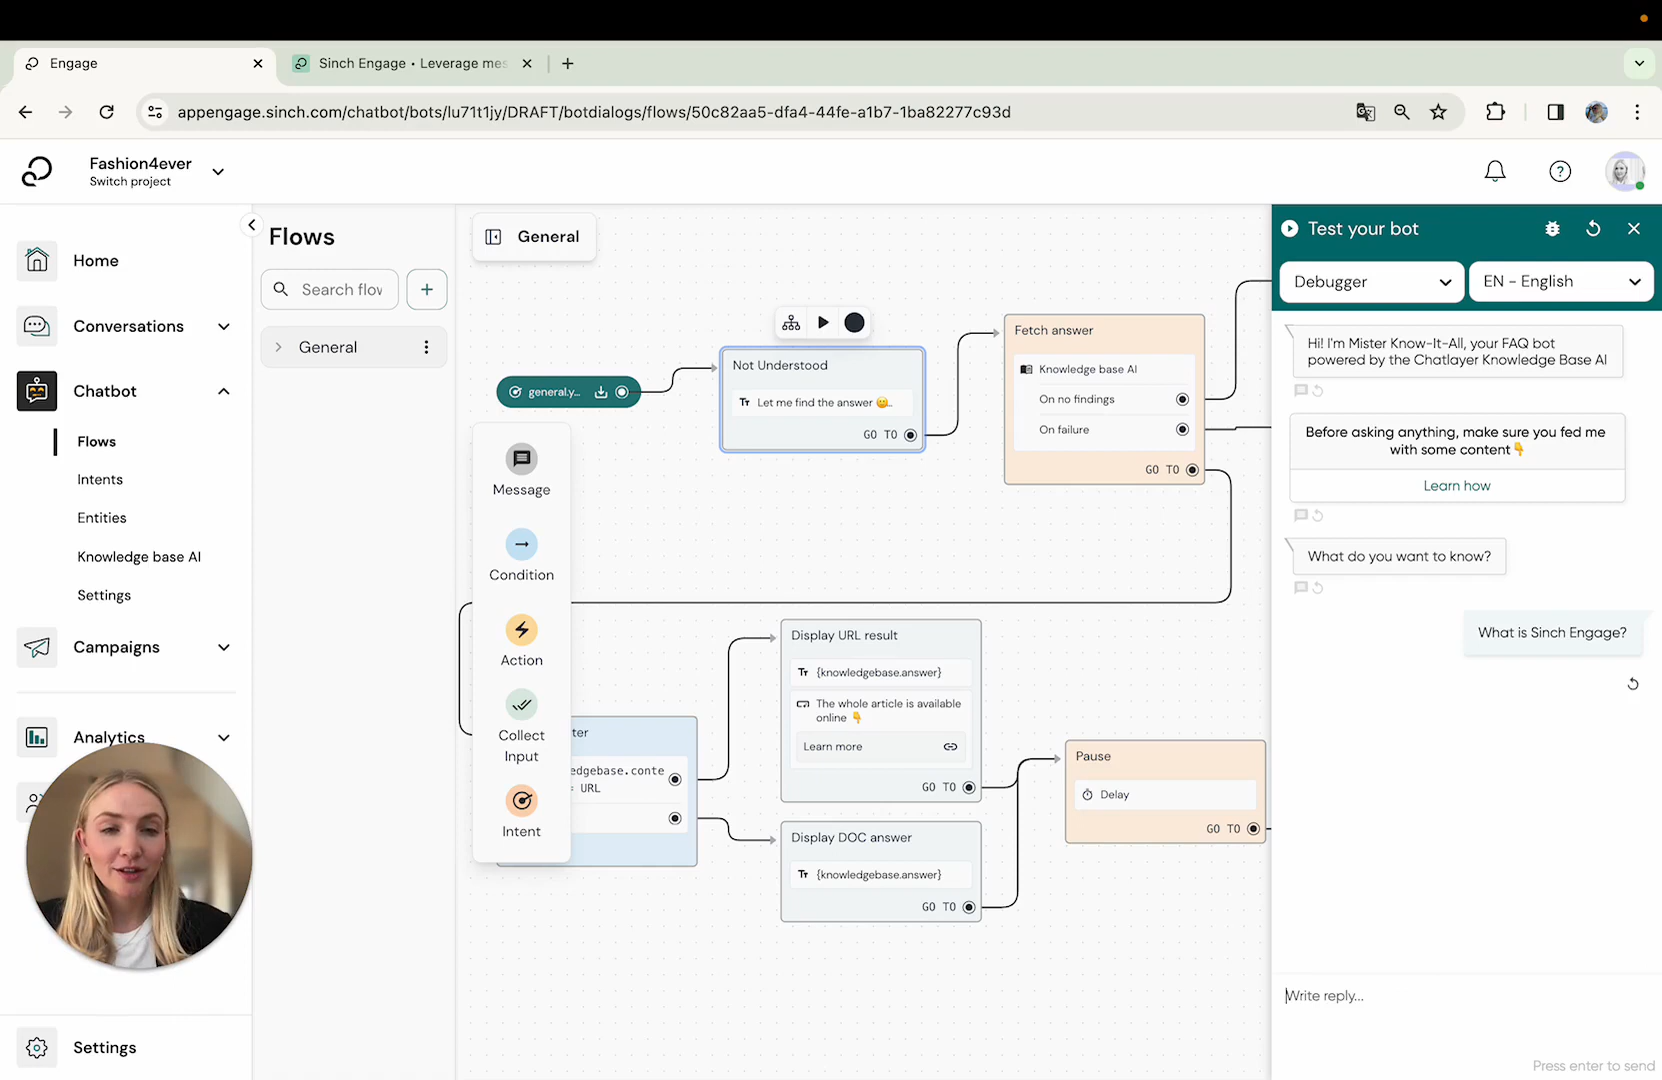 Engage
Sinch Engage • Leverage mes
appengage.sinch.com/chatbot/bots/lu71t1jy/DRAFT/botdialogs/flows/50c82aa5-dfa4-44fe-a1b7-1ba82277c93d
Fashion4ever
Switch project
Home
Conversations
Chatbot
Flows
Intents
Entities
Knowledge base AI
Settings
Campaigns
Analytics
Settings
Flows
Search flow
General
General
general.y...
Message
Condition
Action
Collect
Input
Intent
Not Understood
Let me find the answer 😀...
GO TO
Fetch answer
Knowledge base AI
On no findings
On failure
GO TO
ter
edgebase.conte
= URL
Display URL result
{knowledgebase.answer}
The whole article is available
online 👇
Learn more
GO TO
Display DOC answer
{knowledgebase.answer}
GO TO
Pause
Delay
GO TO
Test your bot
Debugger
EN - English
Hi! I'm Mister Know-It-All, your FAQ bot
powered by the Chatlayer Knowledge Base AI
Before asking anything, make sure you fed me
with some content👇
Learn how
What do you want to know?
What is Sinch Engage?
Write reply...
Press enter to send